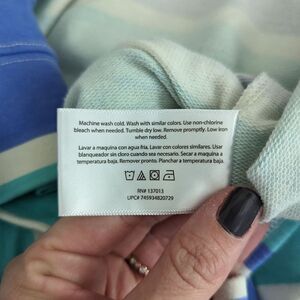 Machine wash cold. Wash with similar colors. Use non-chlorine
bleach when needed. Tumble dry low. Remove promptly. Low iron
when needed.
Lavar a maquina con agua fria. Lavar con colores similares. Usar
blanqueador sin cloro cuando sea necesario. Secar a maquina a
temperatura baja. Remover pronto. Planchar a temperatura baja.
RN# 137013
UPC# 745934820729